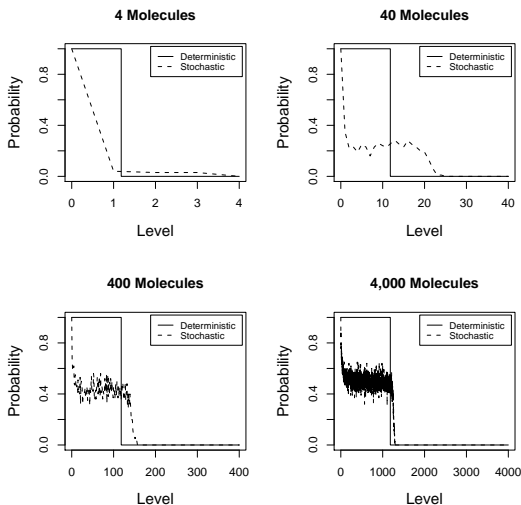 4 Molecules
Deterministic
Stochastic
Probability
0.0
0.4
0.8
0 1 2 3 4
Level
40 Molecules
Deterministic
Stochastic
Probability
0.0
0.4
0.8
0 10 20 30 40
Level
400 Molecules
Deterministic
Stochastic
Probability
0.0
0.4
0.8
0 100 200 300 400
Level
4,000 Molecules
Deterministic
Stochastic
Probability
0.0
0.4
0.8
0 1000 2000 3000 4000
Level